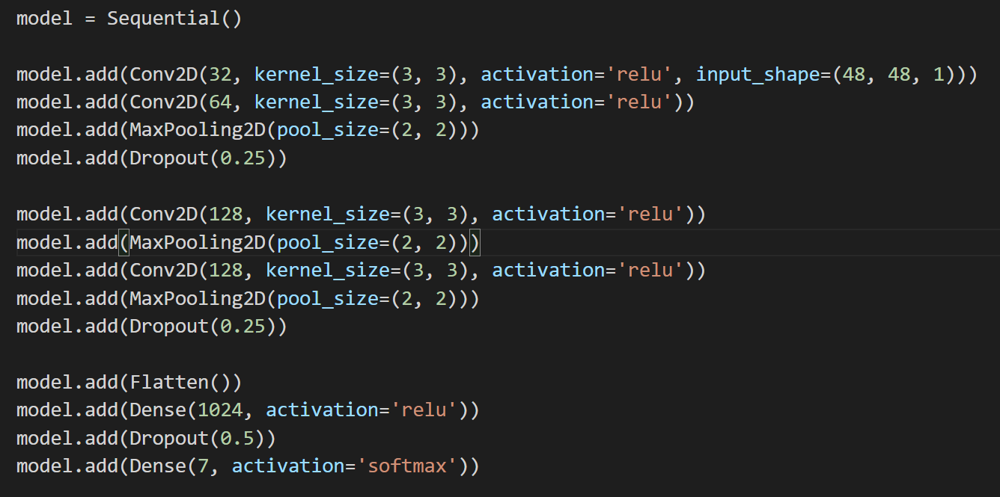 model = Sequential()
model.add(Conv2D(32, kernel_size=(3, 3), activation='relu', input_shape=(48, 48, 1)))
model.add(Conv2D(64, kernel_size=(3, 3), activation='relu'))
model.add(MaxPooling2D(pool_size=(2, 2)))
model.add(Dropout(0.25))
model.add(Conv2D(128, kernel_size=(3, 3), activation='relu'))
model.add(MaxPooling2D(pool_size=(2, 2)))
model.add(Conv2D(128, kernel_size=(3, 3), activation='relu'))
model.add(MaxPooling2D(pool_size=(2, 2)))
model.add(Dropout(0.25))
model.add(Flatten())
model.add(Dense(1024, activation='relu'))
model.add(Dropout(0.5))
model.add(Dense(7, activation='softmax'))